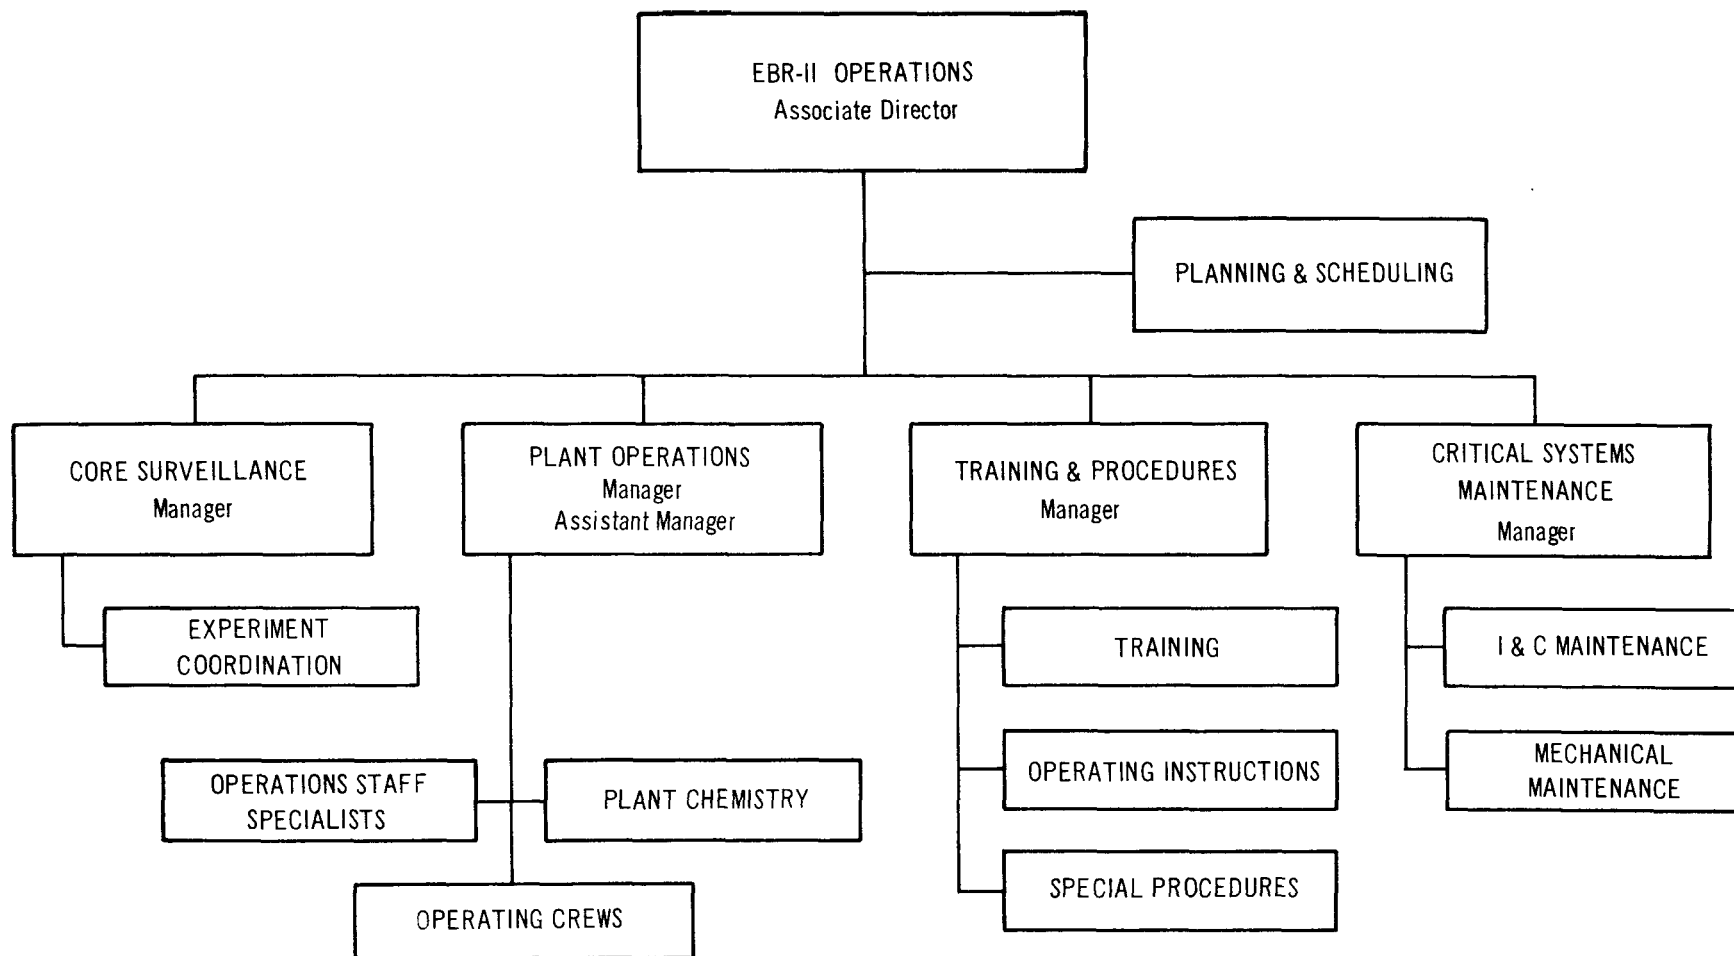 EBR-II OPERATIONS
Associate Director
PLANNING & SCHEDULING
CORE SURVEILLANCE
Manager
PLANT OPERATIONS
Manager
Assistant Manager
TRAINING & PROCEDURES
Manager
CRITICAL SYSTEMS
MAINTENANCE
Manager
EXPERIMENT
COORDINATION
TRAINING
I & C MAINTENANCE
OPERATIONS STAFF
SPECIALISTS
PLANT CHEMISTRY
OPERATING INSTRUCTIONS
MECHANICAL
MAINTENANCE
OPERATING CREWS
SPECIAL PROCEDURES